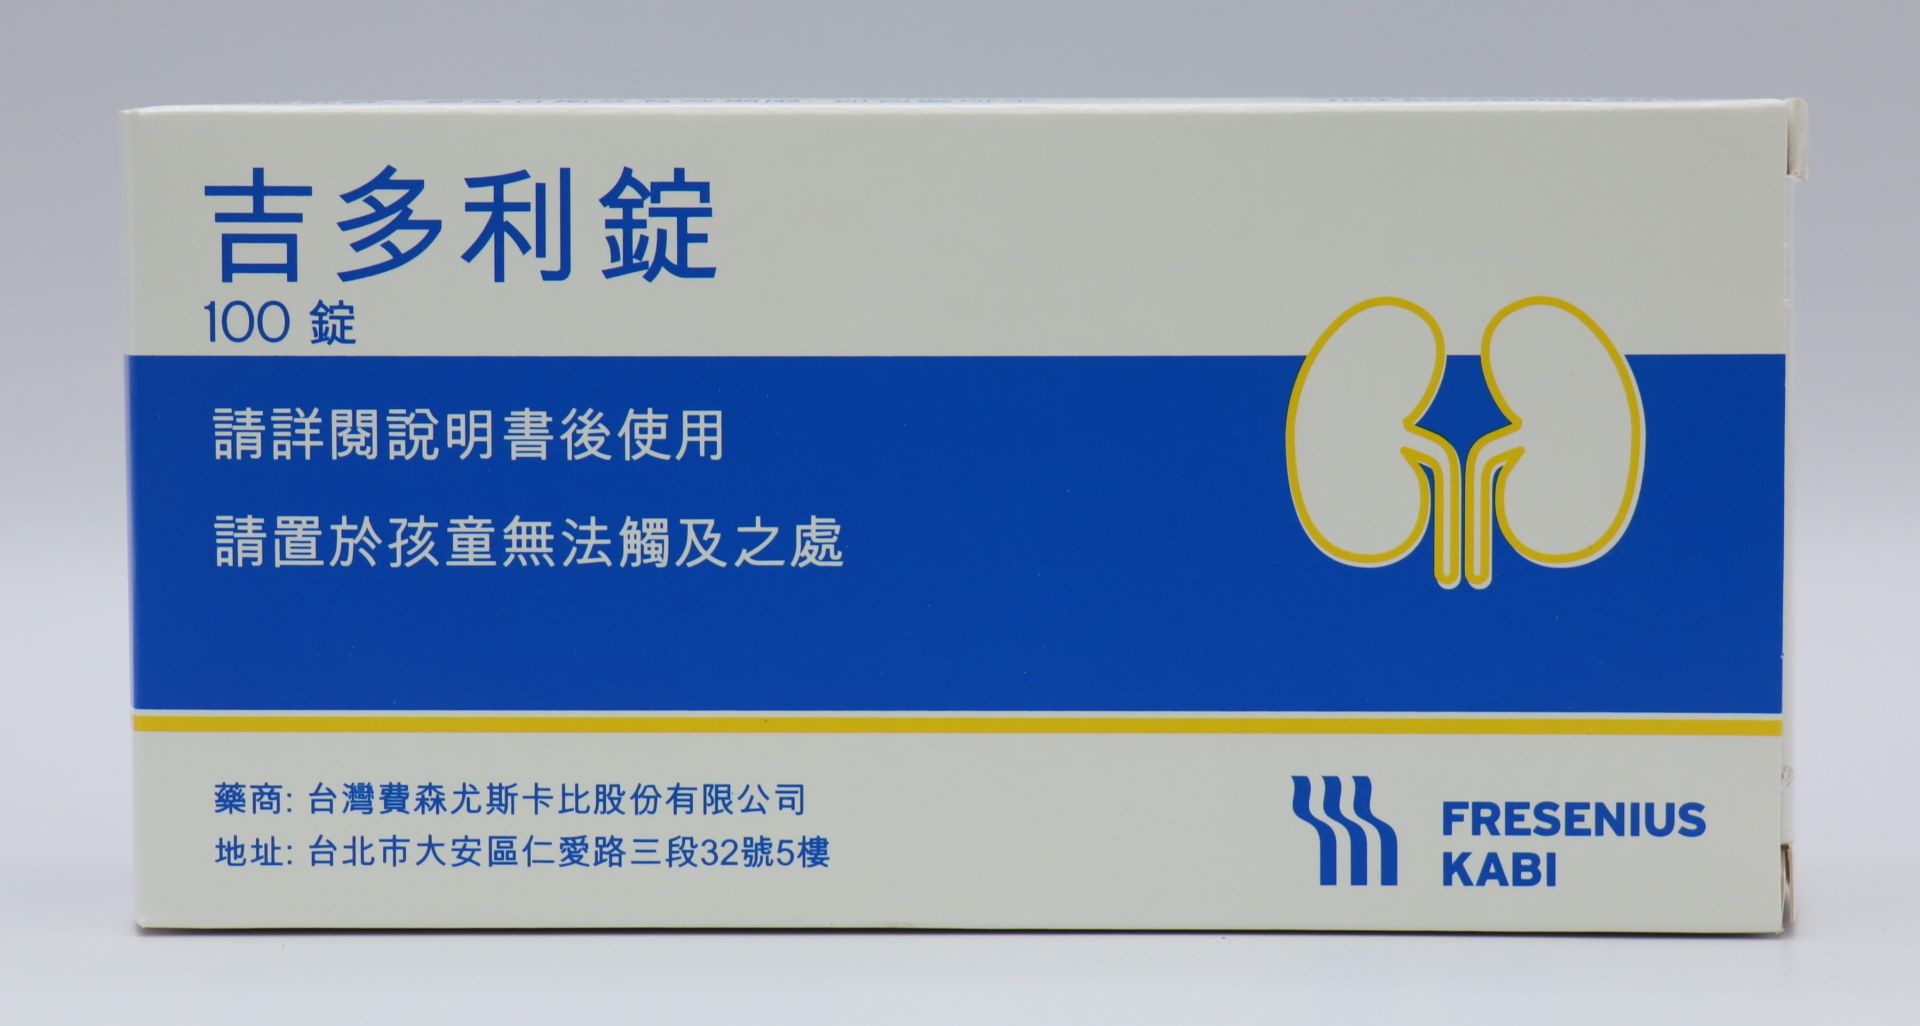 吉多利錠
100 錠
請詳閱說明書後使用
請置於孩童無法觸及之處
藥商: 台灣費森尤斯卡比股份有限公司
地址: 台北市大安區仁愛路三段32號5樓
FRESENIUS
KABI